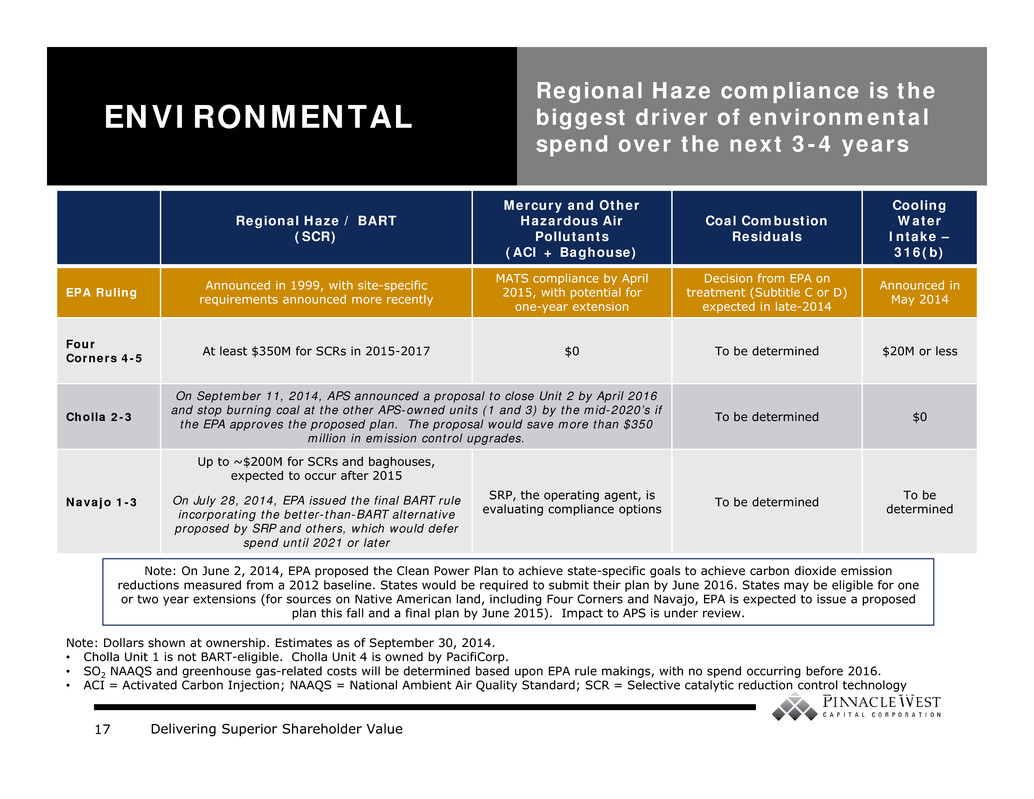 ENVIRONMENTAL
Regional Haze compliance is the
biggest driver of environmental
spend over the next 3-4 years
Regional Haze / BART
(SCR)
Mercury and Other
Hazardous Air
Pollutants
(ACI + Baghouse)
Coal Combustion
Residuals
Cooling
Water
Intake –
316(b)
EPA Ruling
Announced in 1999, with site-specific
requirements announced more recently
MATS compliance by April
2015, with potential for
one-year extension
Decision from EPA on
treatment (Subtitle C or D)
expected in late-2014
Announced in
May 2014
Four
Corners 4-5
At least $350M for SCRs in 2015-2017
$0
To be determined
$20M or less
Cholla 2-3
On September 11, 2014, APS announced a proposal to close Unit 2 by April 2016
and stop burning coal at the other APS-owned units (1 and 3) by the mid-2020's if
the EPA approves the proposed plan. The proposal would save more than $350
million in emission control upgrades.
To be determined
$0
Navajo 1-3
Up to ~$200M for SCRs and baghouses,
expected to occur after 2015
On July 28, 2014, EPA issued the final BART rule
incorporating the better-than-BART alternative
proposed by SRP and others, which would defer
spend until 2021 or later
SRP, the operating agent, is
evaluating compliance options
To be determined
To be
determined
Note: On June 2, 2014, EPA proposed the Clean Power Plan to achieve state-specific goals to achieve carbon dioxide emission
reductions measured from a 2012 baseline. States would be required to submit their plan by June 2016. States may be eligible for one
or two year extensions (for sources on Native American land, including Four Corners and Navajo, EPA is expected to issue a proposed
plan this fall and a final plan by June 2015). Impact to APS is under review.
Note: Dollars shown at ownership. Estimates as of September 30, 2014.
• Cholla Unit 1 is not BART-eligible. Cholla Unit 4 is owned by PacifiCorp.
• SO2 NAAQS and greenhouse gas-related costs will be determined based upon EPA rule makings, with no spend occurring before 2016.
• ACI = Activated Carbon Injection; NAAQS = National Ambient Air Quality Standard; SCR = Selective catalytic reduction control technology
PINNACLE WEST
CAPITAL CORPORATION
17 Delivering Superior Shareholder Value